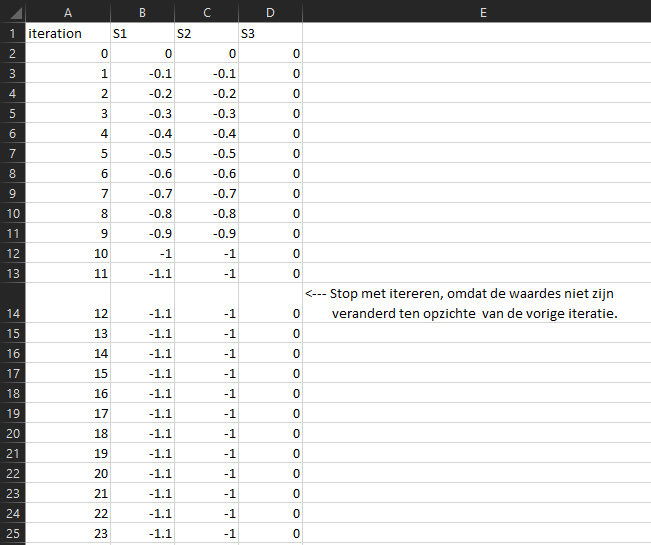 A B C D E
1 iteration S1 S2 S3
2 0 0 0 0
3 1 -0.1 -0.1 0
4 2 -0.2 -0.2 0
5 3 -0.3 -0.3 0
6 4 -0.4 -0.4 0
7 5 -0.5 -0.5 0
8 6 -0.6 -0.6 0
9 7 -0.7 -0.7 0
10 8 -0.8 -0.8 0
11 9 -0.9 -0.9 0
12 10 -1 -1 0
13 11 -1.1 -1 0
<--- Stop met itereren, omdat de waardes niet zijn
14 12 -1.1 -1 0 veranderd ten opzichte van de vorige iteratie.
15 13 -1.1 -1 0
16 14 -1.1 -1 0
17 15 -1.1 -1 0
18 16 -1.1 -1 0
19 17 -1.1 -1 0
20 18 -1.1 -1 0
21 19 -1.1 -1 0
22 20 -1.1 -1 0
23 21 -1.1 -1 0
24 22 -1.1 -1 0
25 23 -1.1 -1 0